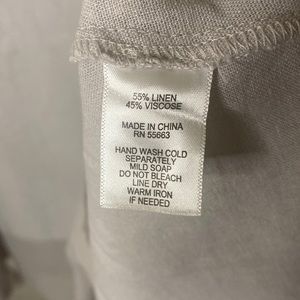 55% LINEN
45% VISCOSE
MADE IN CHINA
RN 55663
HAND WASH COLD
SEPARATELY
MILD SOAP
DO NOT BLEACH
LINE DRY
WARM IRON
IF NEEDED